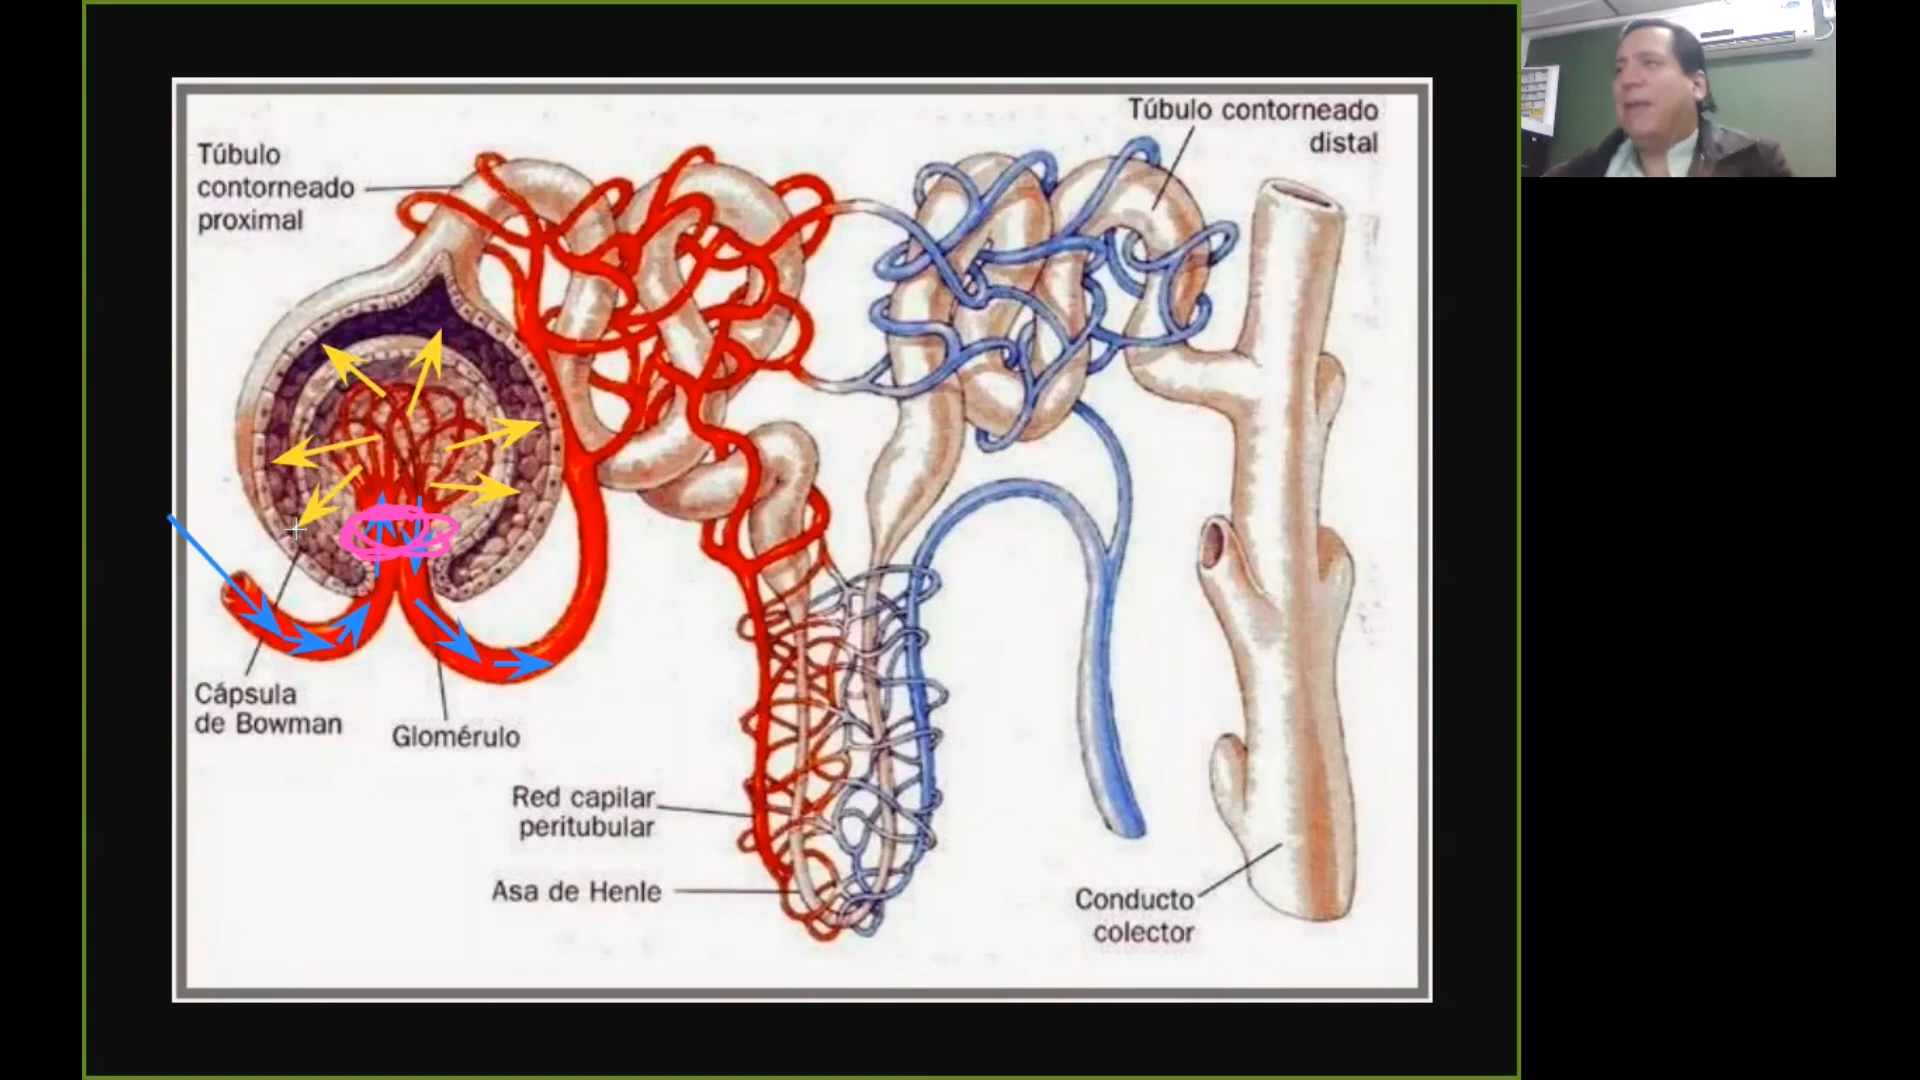 Túbulo
contorneado
proximal
Túbulo contorneado
distal
Cápsula
de Bowman
Glomérulo
Red capilar
peritubular
Asa de Henle
Conducto
colector